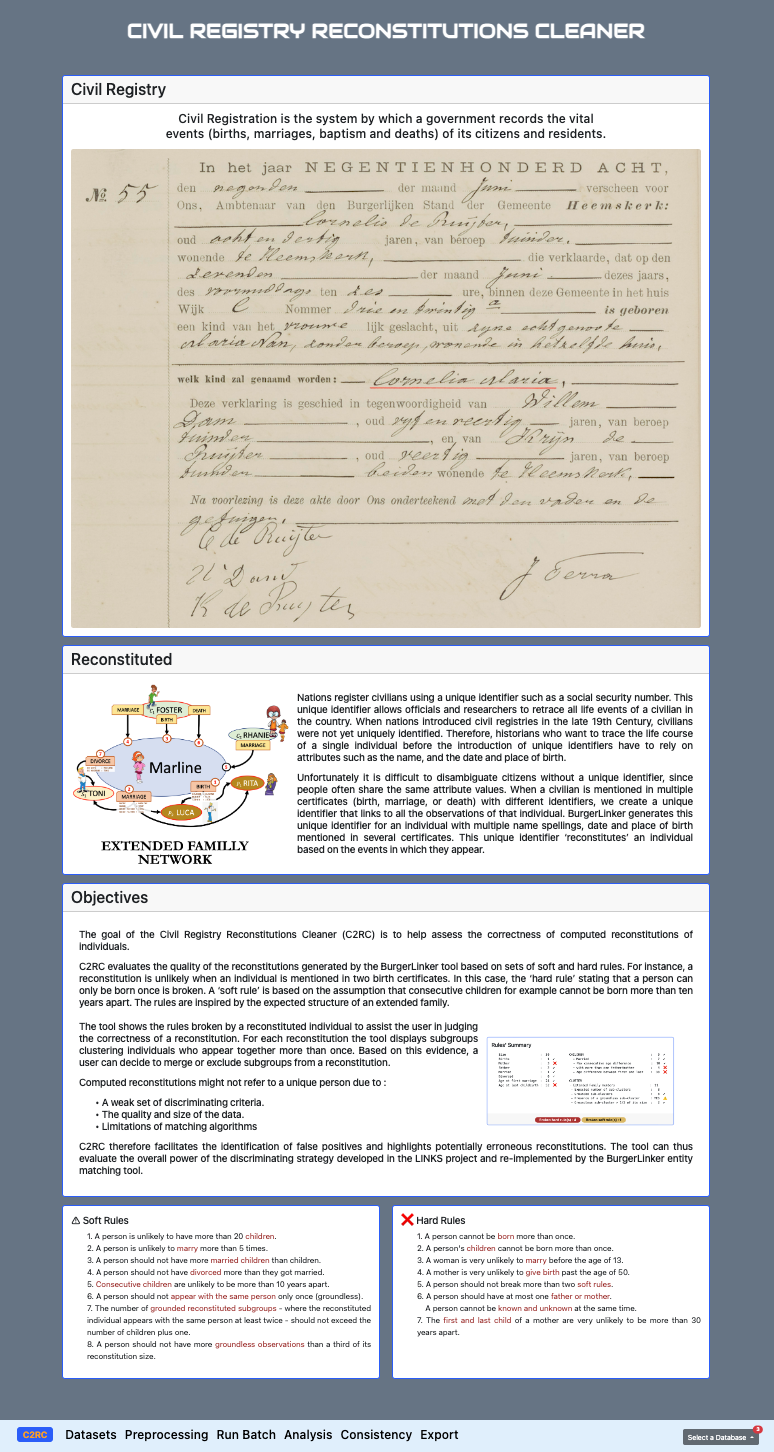 CIVIL REGISTRY RECONSTITUTIONS CLEANER
Civil Registry
Civil Registration is the system by which a government records the vital
events (births, marriages, baptism and deaths) of its citizens and residents.
In het jaar NEGENTIENHONDERD ACHT,
№ 55
den negenden der maand Juni verscheen voor
Ons, Ambtenaar van den Burgerlijken Stand der Gemeente Heemskerk:
Cornelis de Ruijter,
oud acht en dertig jaren, van beroep tuinder,
wonende te Heemskerk, die verklaarde, dat op den
zevenden der maand Juni dezes jaars,
des voormiddags ten zes ure, binnen deze Gemeente in het huis
Wijk C Nommer drie en twintig a is geboren
een kind van het vrouwe lijk geslacht, uit zijne echtgenoote
Maria Nan, zonder beroep, wonende in hetzelfde huis,
welk kind zal genaamd worden: Cornelia Maria,
Deze verklaring is geschied in tegenwoordigheid van Willem
Dam, oud vijf en veertig jaren, van beroep
tuinder, en van Krijn de
Ruijter, oud veertig jaren, van beroep
tuinder beiden wonende te Heemskerk,
Na voorlezing is deze akte door Ons onderteekend met den vader en de
getuigen.
C de Ruijter
W Dam
J Terra
K de Ruyter
Reconstituted
MARRIAGE
FOSTER
DEATH
BIRTH
RHANIE
MARRIAGE
DIVORCE
Marline
TONI
MARRIAGE
BIRTH
RITA
LUCA
EXTENDED FAMILLY
NETWORK
Nations register civilians using a unique identifier such as a social security number. This
unique identifier allows officials and researchers to retrace all life events of a civilian in
the country. When nations introduced civil registries in the late 19th Century, civilians
were not yet uniquely identified. Therefore, historians who want to trace the life course
of a single individual before the introduction of unique identifiers have to rely on
attributes such as the name, and the date and place of birth.
Unfortunately it is difficult to disambiguate citizens without a unique identifier, since
people often share the same attribute values. When a civilian is mentioned in multiple
certificates (birth, marriage, or death) with different identifiers, we create a unique
identifier that links to all the observations of that individual. BurgerLinker generates this
unique identifier for an individual with multiple name spellings, date and place of birth
mentioned in several certificates. This unique identifier ‘reconstitutes’ an individual
based on the events in which they appear.
Objectives
The goal of the Civil Registry Reconstitutions Cleaner (C2RC) is to help assess the correctness of computed reconstitutions of
individuals.
C2RC evaluates the quality of the reconstitutions generated by the BurgerLinker tool based on sets of soft and hard rules. For instance, a
reconstitution is unlikely when an individual is mentioned in two birth certificates. In this case, the ‘hard rule’ stating that a person can
only be born once is broken. A ‘soft rule’ is based on the assumption that consecutive children for example cannot be born more than ten
years apart. The rules are inspired by the expected structure of an extended family.
The tool shows the rules broken by a reconstituted individual to assist the user in judging
the correctness of a reconstitution. For each reconstitution the tool displays subgroups
clustering individuals who appear together more than once. Based on this evidence, a
user can decide to merge or exclude subgroups from a reconstitution.
Rules' Summary
Computed reconstitutions might not refer to a unique person due to :
• A weak set of discriminating criteria.
• The quality and size of the data.
• Limitations of matching algorithms
C2RC therefore facilitates the identification of false positives and highlights potentially erroneous reconstitutions. The tool can thus
evaluate the overall power of the discriminating strategy developed in the LINKS project and re-implemented by the BurgerLinker entity
matching tool.
⚠ Soft Rules
1. A person is unlikely to have more than 20 children.
2. A person is unlikely to marry more than 5 times.
3. A person should not have more married children than children.
4. A person should not have divorced more than they got married.
5. Consecutive children are unlikely to be more than 10 years apart.
6. A person should not appear with the same person only once (groundless).
7. The number of grounded reconstituted subgroups - where the reconstituted
individual appears with the same person at least twice - should not exceed the
number of children plus one.
8. A person should not have more groundless observations than a third of its
reconstitution size.
❌ Hard Rules
1. A person cannot be born more than once.
2. A person's children cannot be born more than once.
3. A woman is very unlikely to marry before the age of 13.
4. A mother is very unlikely to give birth past the age of 50.
5. A person should not break more than two soft rules.
6. A person should have at most one father or mother.
A person cannot be known and unknown at the same time.
7. The first and last child of a mother are very unlikely to be more than 30
years apart.
C2RC Datasets Preprocessing Run Batch Analysis Consistency Export
Select a Database
3